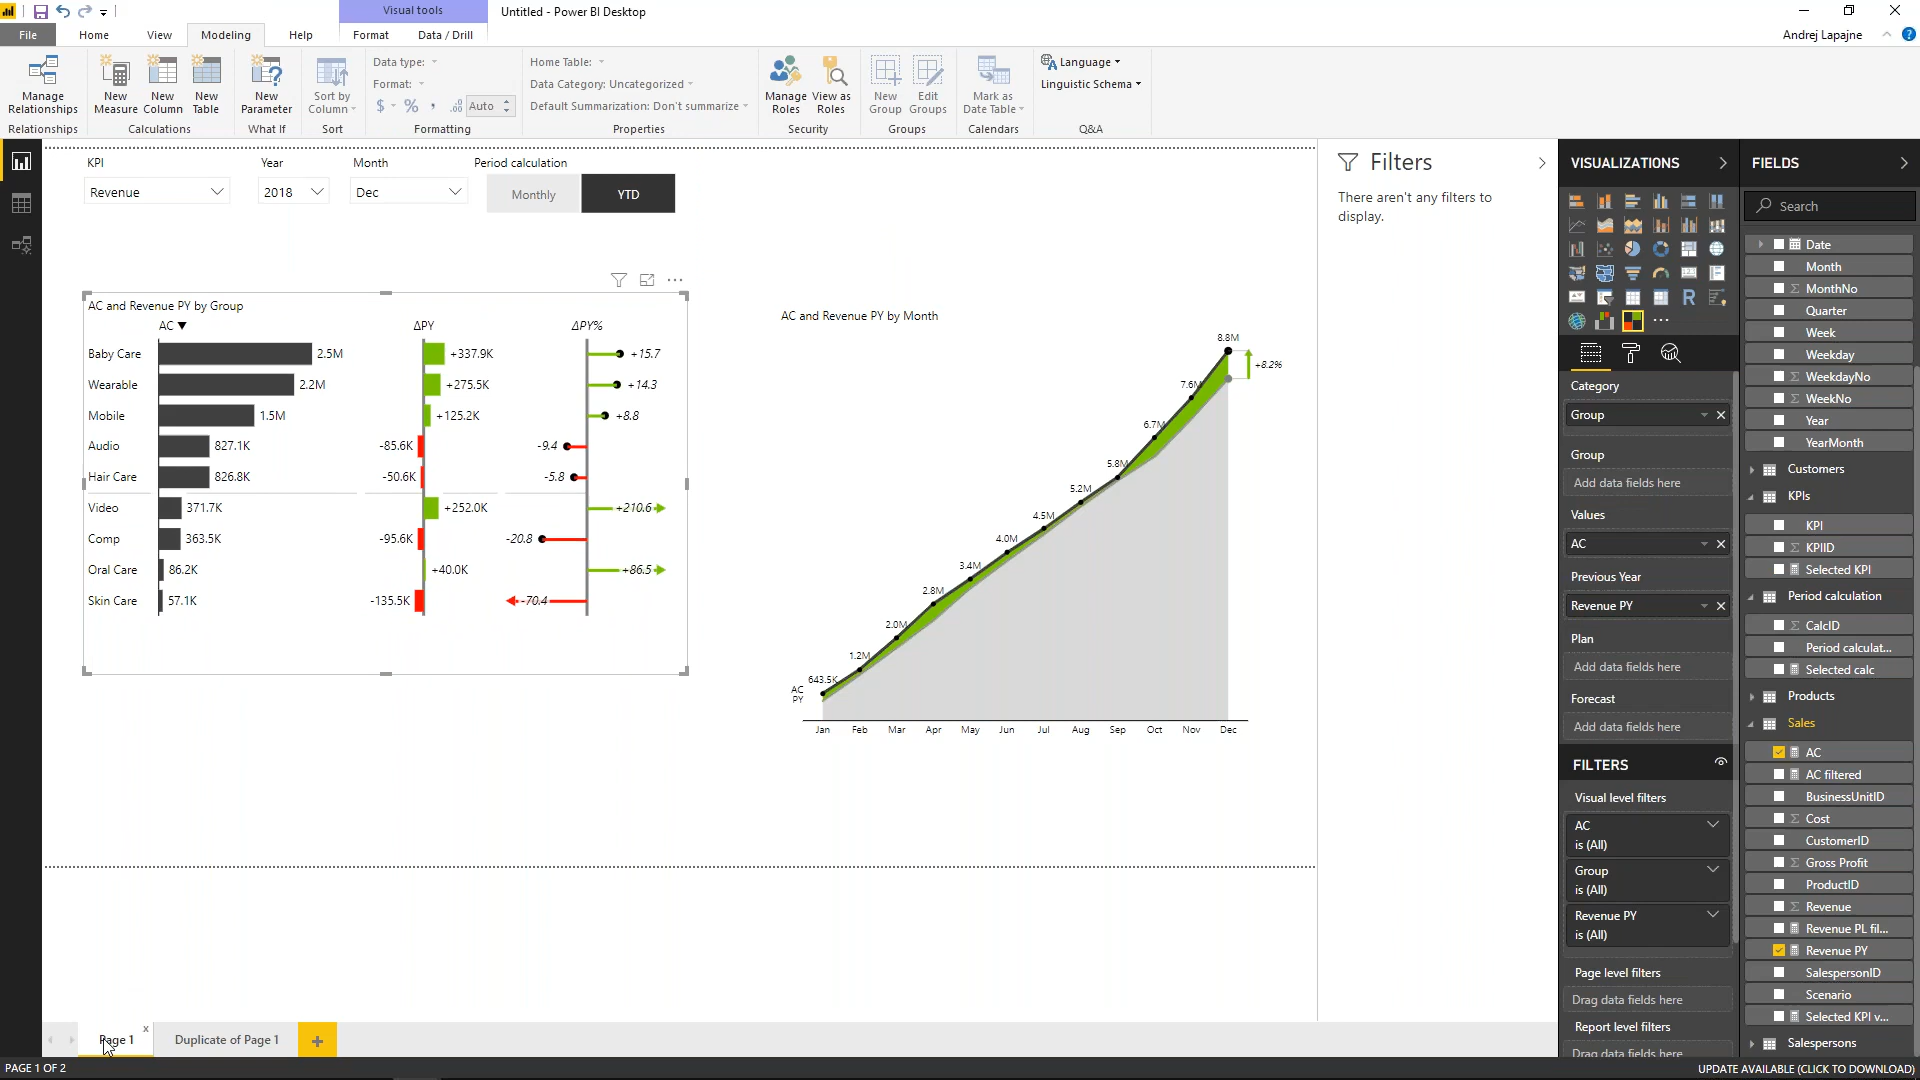 Visual tools
Untitled - Power BI Desktop
File
Home
View
Modeling
Help
Format
Data / Drill
Andrej Lapajne
Manage
Relationships
Relationships
New
Measure
New
Column
New
Table
Calculations
New
Parameter
What If
Sort by
Column
Sort
Data type:
Format:
$ % , .00 Auto
Formatting
Home Table:
Data Category: Uncategorized
Default Summarization: Don't summarize
Properties
Manage
Roles
View as
Roles
Security
New
Group
Edit
Groups
Groups
Mark as
Date Table
Calendars
Language
Linguistic Schema
Q&A
KPI
Revenue
Year
2018
Month
Dec
Period calculation
Monthly
YTD
AC and Revenue PY by Group
AC ▼ ΔPY ΔPY%
Baby Care 2.5M +337.9K +15.7
Wearable 2.2M +275.5K +14.3
Mobile 1.5M +125.2K +8.8
Audio 827.1K -85.6K -9.4
Hair Care 826.8K -50.6K -5.8
Video 371.7K +252.0K +210.6
Comp 363.5K -95.6K -20.8
Oral Care 86.2K +40.0K +86.5
Skin Care 57.1K -135.5K -70.4
AC and Revenue PY by Month
8.8M
+8.2%
7.6M
6.7M
5.8M
5.2M
4.5M
4.0M
3.4M
2.8M
2.0M
1.2M
643.5K
AC
PY
Jan Feb Mar Apr May Jun Jul Aug Sep Oct Nov Dec
Filters
There aren't any filters to
display.
VISUALIZATIONS
R
Category
Group
Group
Add data fields here
Values
AC
Previous Year
Revenue PY
Plan
Add data fields here
Forecast
Add data fields here
FILTERS
Visual level filters
AC
is (All)
Group
is (All)
Revenue PY
is (All)
Page level filters
Drag data fields here
Report level filters
Drag data fields here
FIELDS
Search
Date
Month
MonthNo
Quarter
Week
Weekday
WeekdayNo
WeekNo
Year
YearMonth
Customers
KPIs
KPI
KPIID
Selected KPI
Period calculation
CalcID
Period calculat...
Selected calc
Products
Sales
AC
AC filtered
BusinessUnitID
Cost
CustomerID
Gross Profit
ProductID
Revenue
Revenue PL fil...
Revenue PY
SalespersonID
Scenario
Selected KPI v...
Salespersons
Page 1
Duplicate of Page 1
+
PAGE 1 OF 2
UPDATE AVAILABLE (CLICK TO DOWNLOAD)